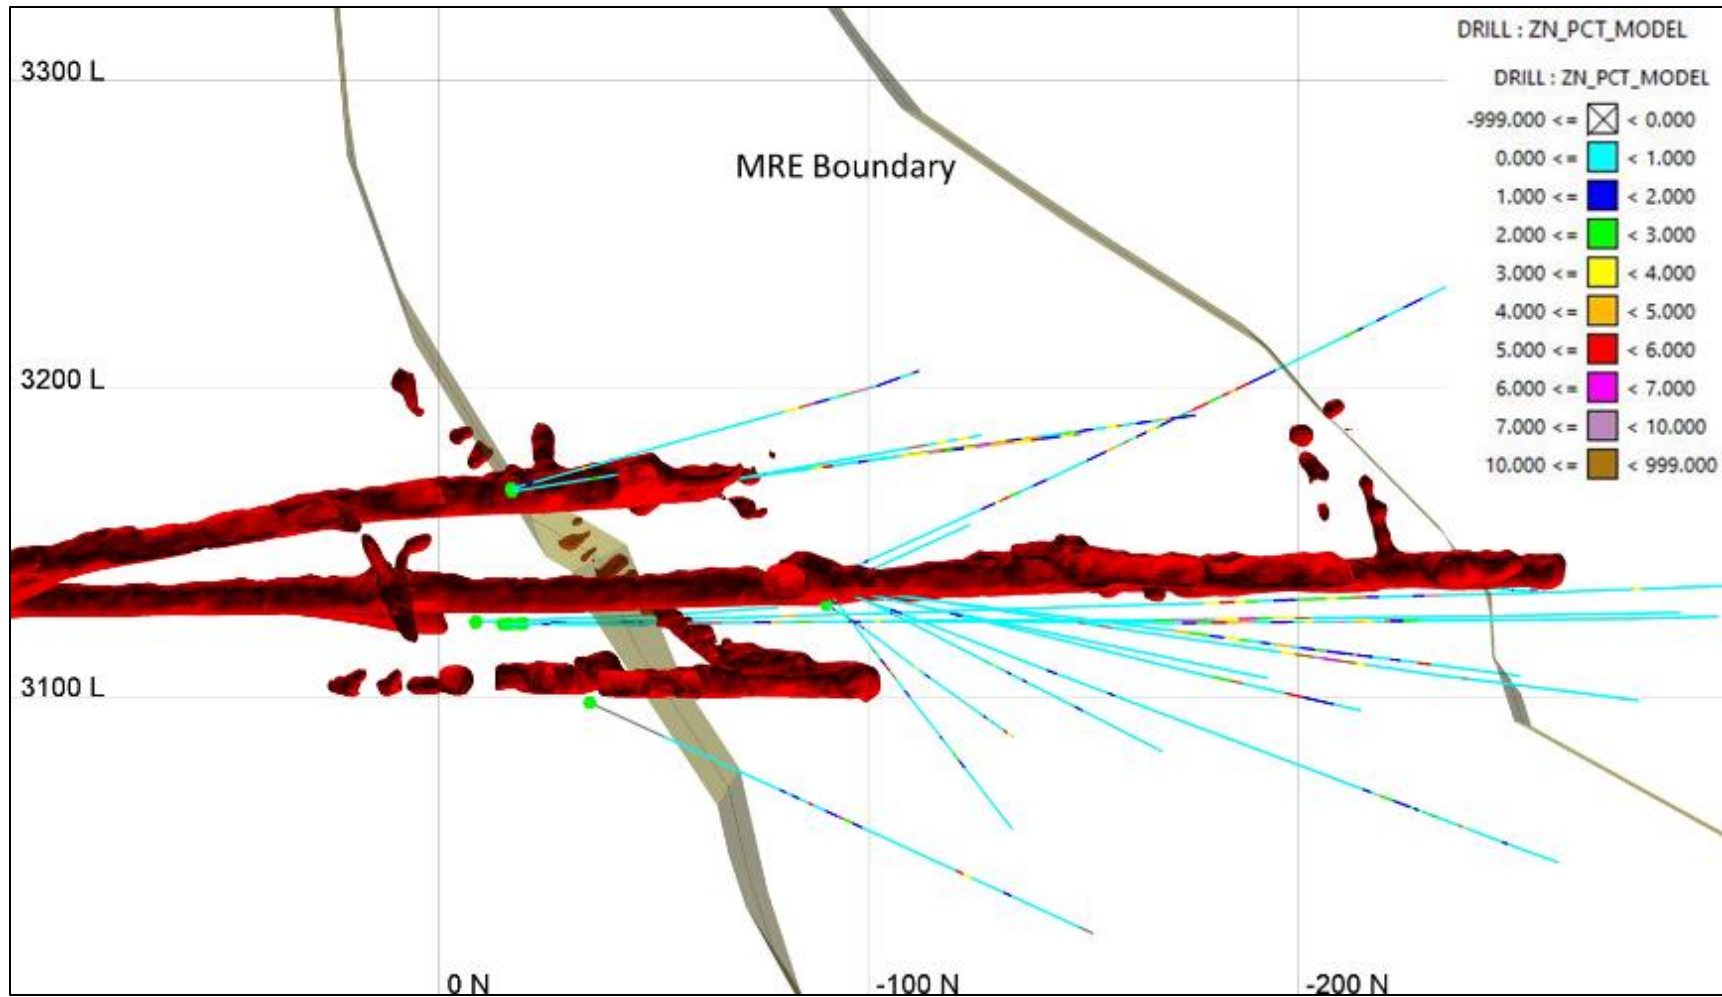 DRILL : ZN_PCT_MODEL
3300 L
DRILL : ZN_PCT_MODEL
-999.000 <= < 0.000
0.000 <= < 1.000
MRE Boundary
1.000 <= < 2.000
2.000 <= < 3.000
3.000 <= < 4.000
4.000 <= < 5.000
5.000 <= < 6.000
3200 L
6.000 <= < 7.000
7.000 <= < 10.000
10.000 <= < 999.000
3100 L
0 N -100 N -200 N